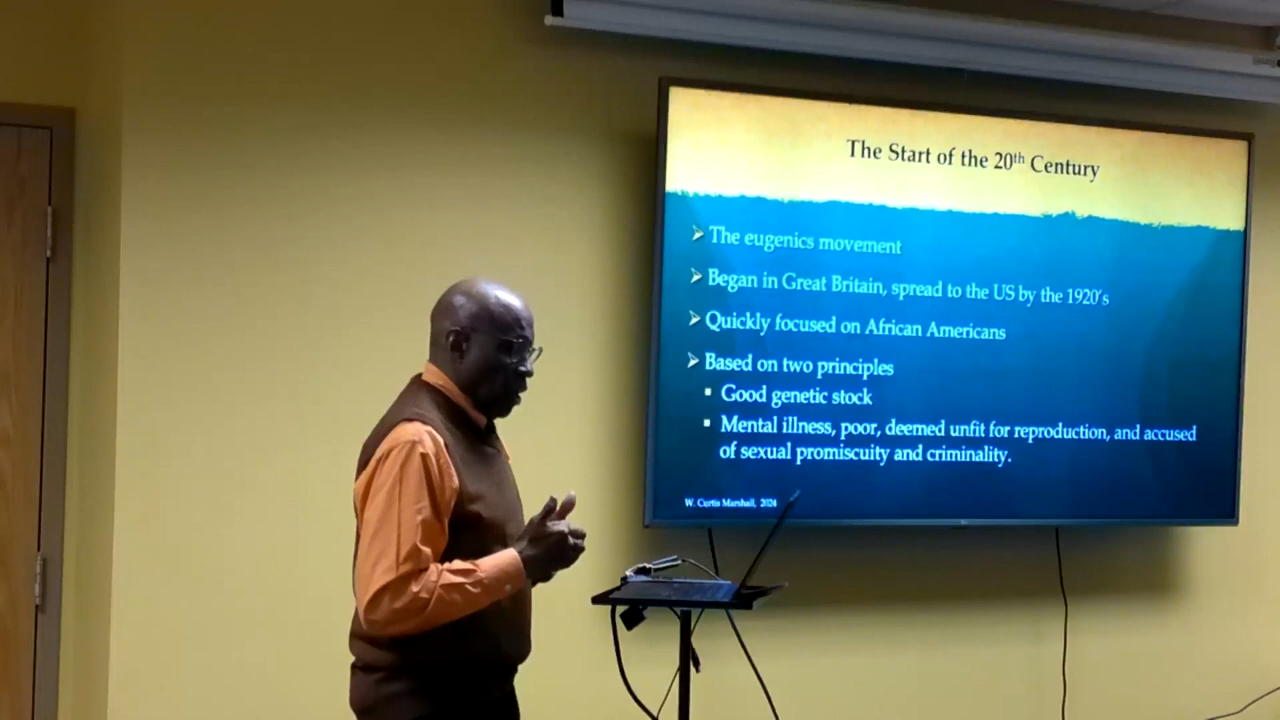 The Start of the 20th Century
The eugenics movement
Began in Great Britain, spread to the US by the 1920's
Quickly focused on African Americans
Based on two principles
Good genetic stock
Mental illness, poor, deemed unfit for reproduction, and accused
of sexual promiscuity and criminality.
W. Curtis Marshall, 2024